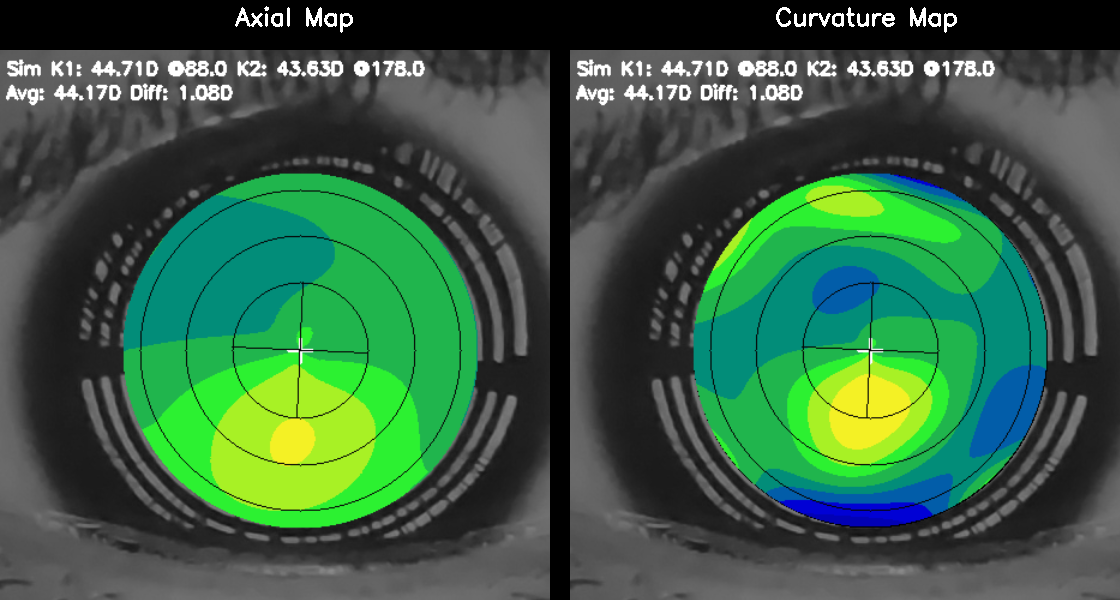 Axial Map
Curvature Map
Sim K1: 44.71D @88.0 K2: 43.63D @178.0
Avg: 44.17D Diff: 1.08D
Sim K1: 44.71D @88.0 K2: 43.63D @178.0
Avg: 44.17D Diff: 1.08D